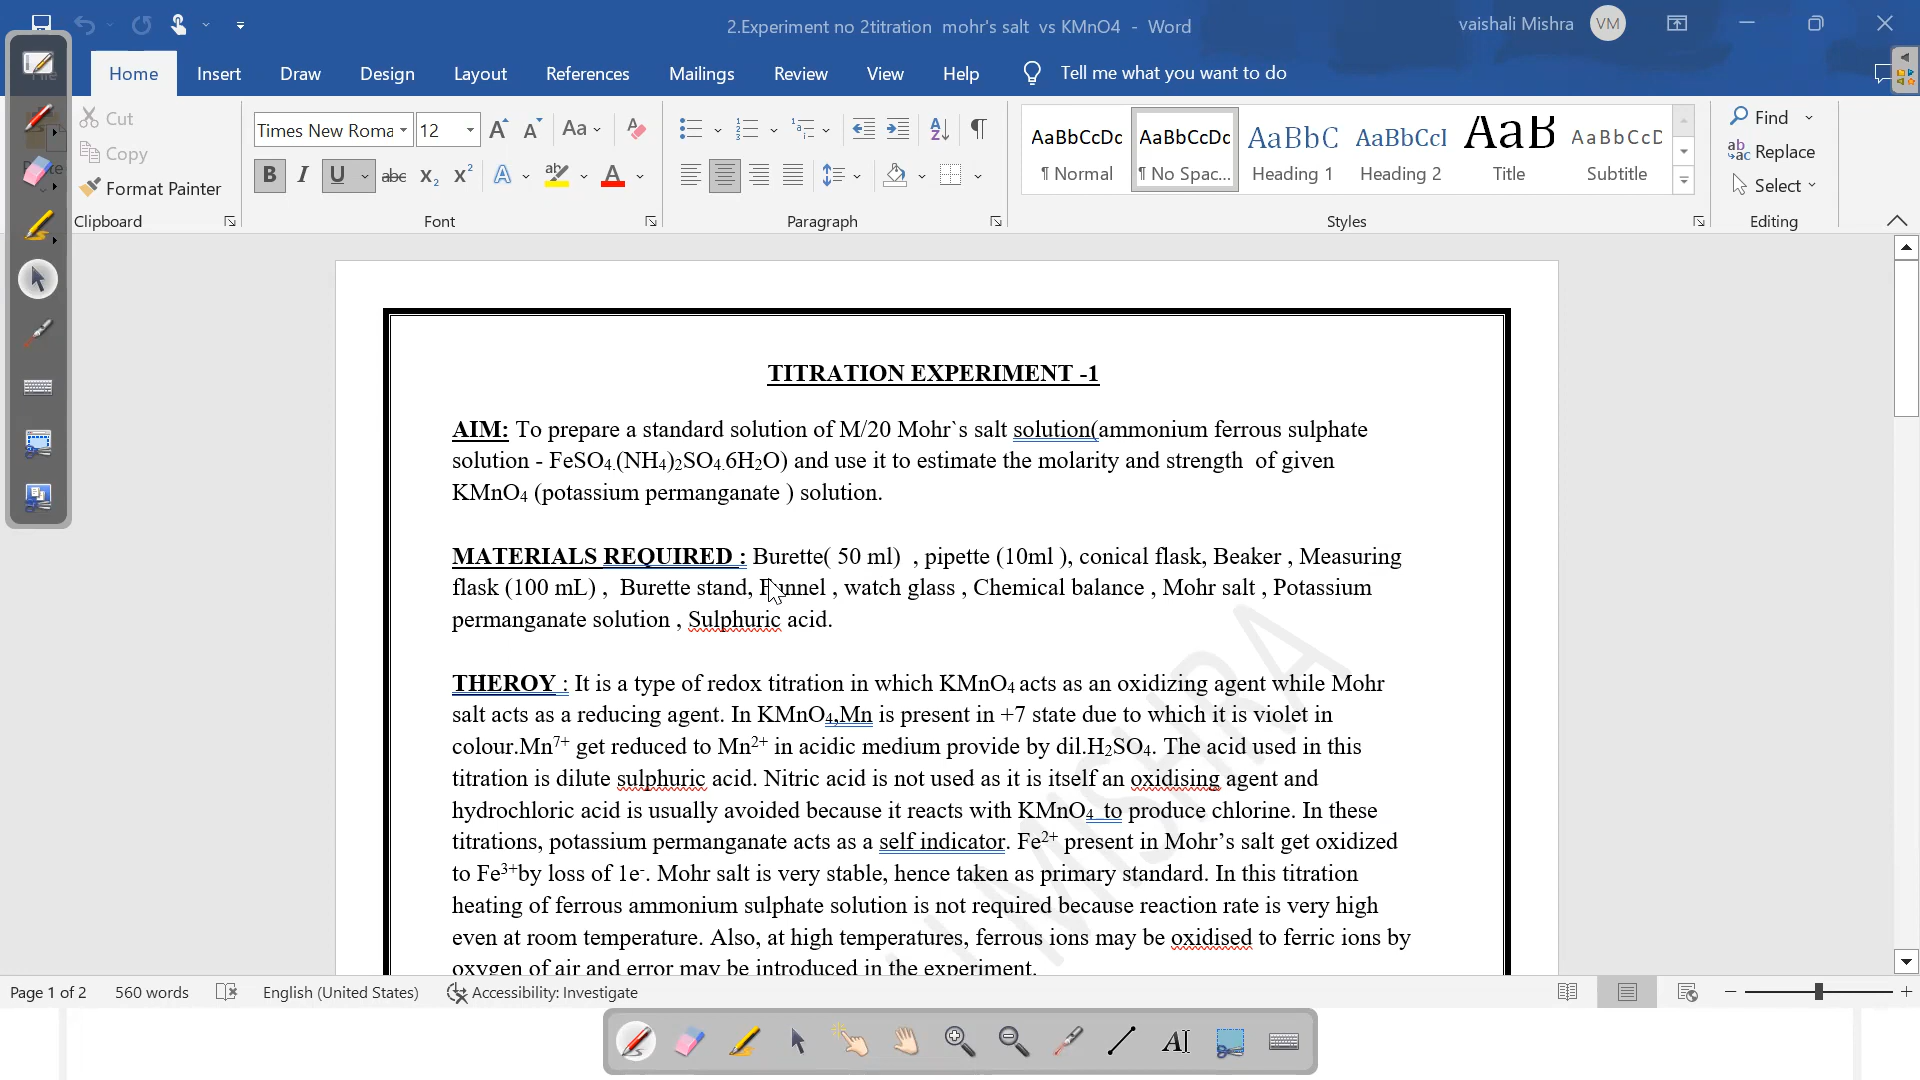 2.Experiment no 2titration mohr's salt vs KMnO4 - Word
vaishali Mishra
VM
Home Insert Draw Design Layout References Mailings Review View Help Tell me what you want to do
Cut
Copy
Format Painter
Clipboard
Times New Roma 12
Font
Paragraph
AaBbCcDc AaBbCcDc AaBbC AaBbCcI AaB AaBbCcD
¶ Normal ¶ No Spac... Heading 1 Heading 2 Title Subtitle
Styles
Find
Replace
Select
Editing
TITRATION EXPERIMENT -1
AIM: To prepare a standard solution of M/20 Mohr`s salt solution(ammonium ferrous sulphate
solution - FeSO4.(NH4)2SO4.6H2O) and use it to estimate the molarity and strength of given
KMnO4 (potassium permanganate ) solution.
MATERIALS REQUIRED : Burette( 50 ml) , pipette (10ml ), conical flask, Beaker , Measuring
flask (100 mL) , Burette stand, Funnel , watch glass , Chemical balance , Mohr salt , Potassium
permanganate solution , Sulphuric acid.
THEROY : It is a type of redox titration in which KMnO4 acts as an oxidizing agent while Mohr
salt acts as a reducing agent. In KMnO4,Mn is present in +7 state due to which it is violet in
colour.Mn7+ get reduced to Mn2+ in acidic medium provide by dil.H2SO4. The acid used in this
titration is dilute sulphuric acid. Nitric acid is not used as it is itself an oxidising agent and
hydrochloric acid is usually avoided because it reacts with KMnO4 to produce chlorine. In these
titrations, potassium permanganate acts as a self indicator. Fe2+ present in Mohr’s salt get oxidized
to Fe3+by loss of 1e-. Mohr salt is very stable, hence taken as primary standard. In this titration
heating of ferrous ammonium sulphate solution is not required because reaction rate is very high
even at room temperature. Also, at high temperatures, ferrous ions may be oxidised to ferric ions by
oxygen of air and error may be introduced in the experiment.
MISHRA
Page 1 of 2 560 words English (United States) Accessibility: Investigate